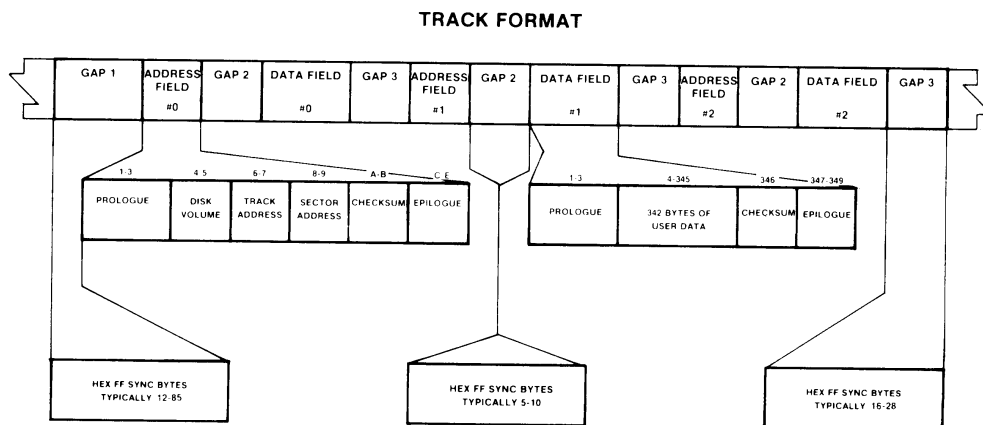 TRACK FORMAT
GAP 1
ADDRESS
FIELD
#0
GAP 2
DATA FIELD
#0
GAP 3
ADDRESS
FIELD
#1
GAP 2
DATA FIELD
#1
GAP 3
ADDRESS
FIELD
#2
GAP 2
DATA FIELD
#2
GAP 3
1-3
4-5
6-7
8-9
A-B
C-E
PROLOGUE
DISK
VOLUME
TRACK
ADDRESS
SECTOR
ADDRESS
CHECKSUM
EPILOGUE
1-3
4-345
346
347-349
PROLOGUE
342 BYTES OF
USER DATA
CHECKSUM
EPILOGUE
HEX FF SYNC BYTES
TYPICALLY 12-85
HEX FF SYNC BYTES
TYPICALLY 5-10
HEX FF SYNC BYTES
TYPICALLY 16-28